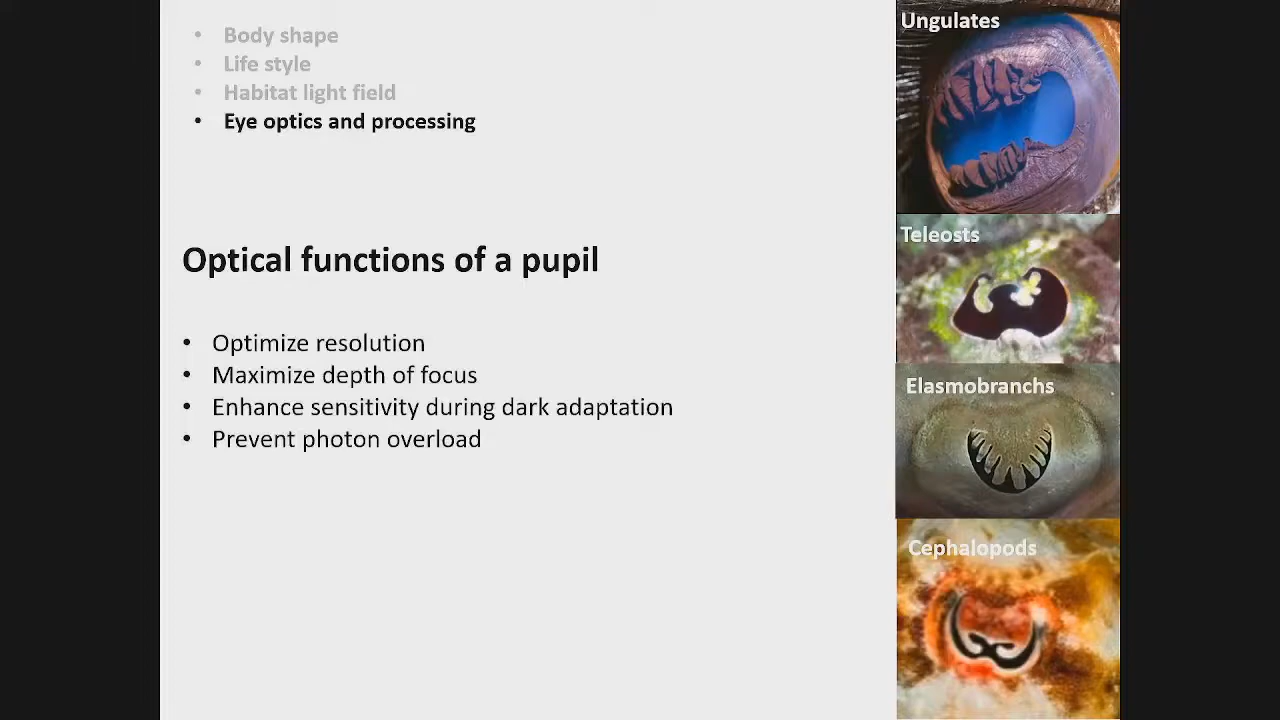 • Body shape
• Life style
• Habitat light field
• Eye optics and processing
Optical functions of a pupil
• Optimize resolution
• Maximize depth of focus
• Enhance sensitivity during dark adaptation
• Prevent photon overload
Ungulates
Teleosts
Elasmobranchs
Cephalopods